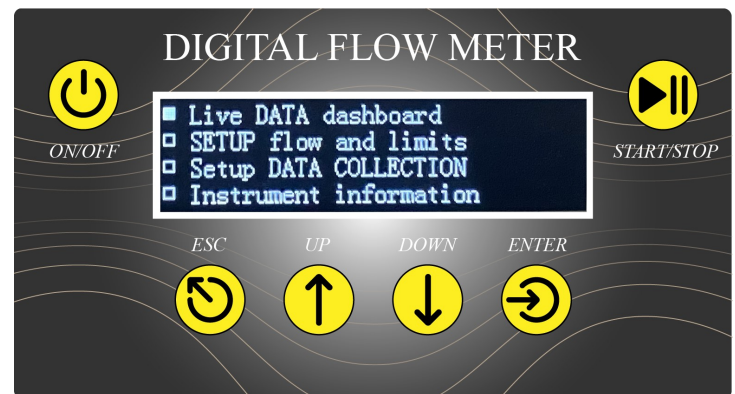 DIGITAL FLOW METER
ON/OFF
Live DATA dashboard
SETUP flow and limits
Setup DATA COLLECTION
Instrument information
START/STOP
ESC UP DOWN ENTER